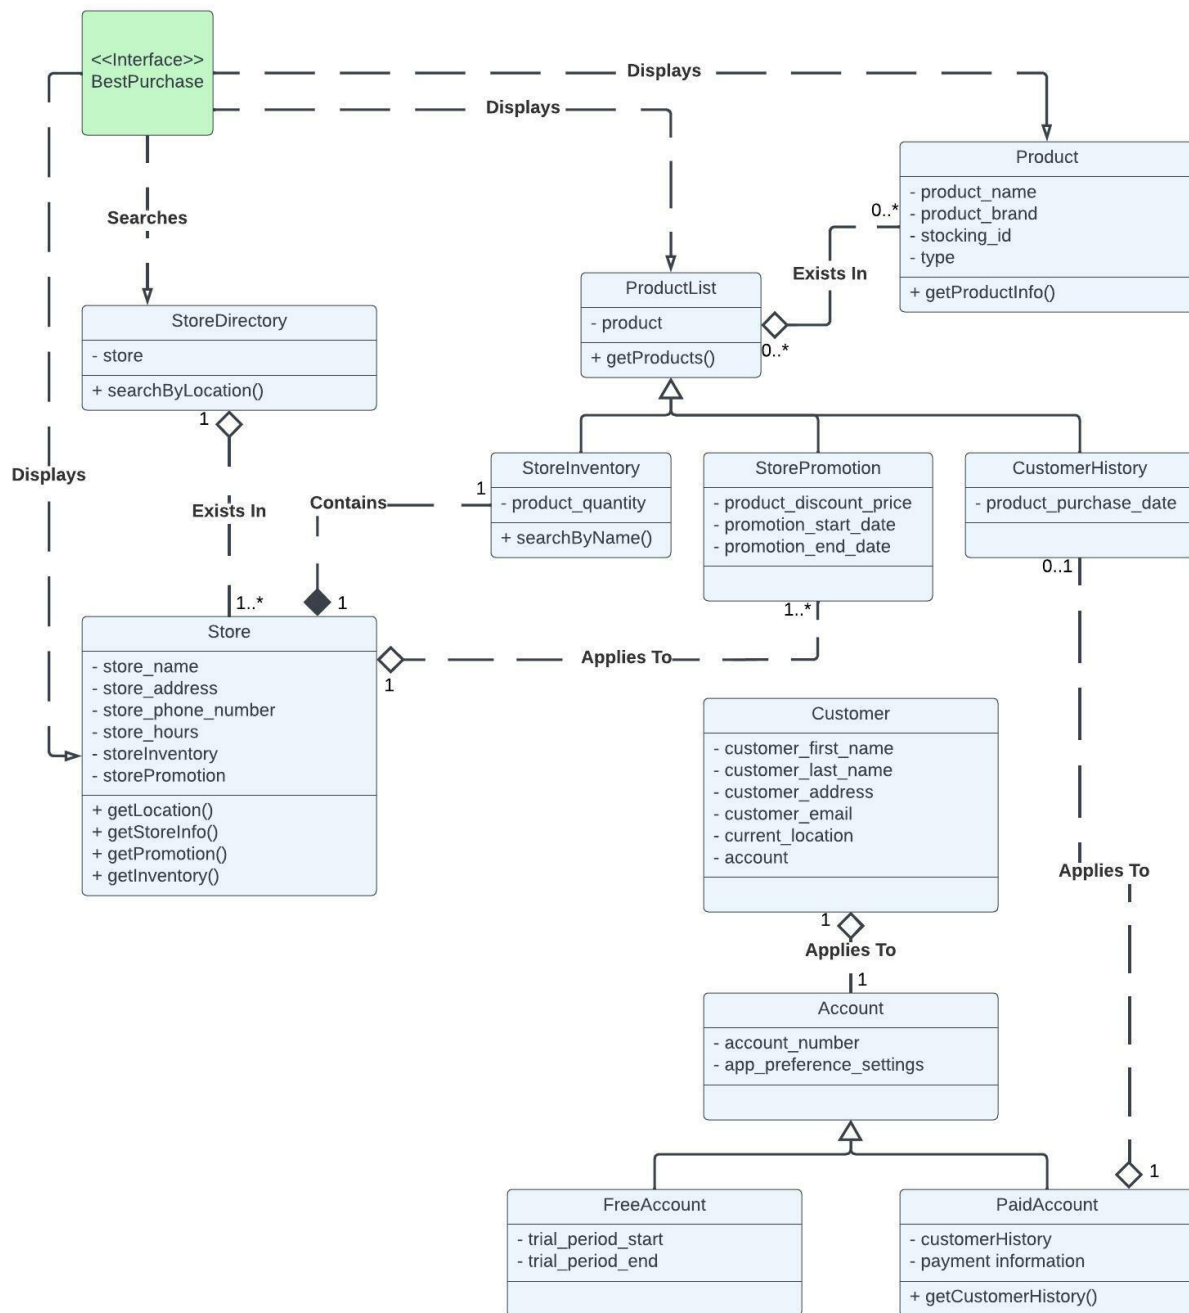 <<Interface>>
BestPurchase
Displays
Displays
Searches
Displays
Product
- product_name
- product_brand
- stocking_id
- type
+ getProductInfo()
0..*
Exists In
0..*
ProductList
- product
+ getProducts()
StoreDirectory
- store
+ searchByLocation()
1
Exists In
1..*
StoreInventory
- product_quantity
+ searchByName()
1
Contains
1
StorePromotion
- product_discount_price
- promotion_start_date
- promotion_end_date
1..*
Applies To
1
CustomerHistory
- product_purchase_date
0..1
Applies To
1
Store
- store_name
- store_address
- store_phone_number
- store_hours
- storeInventory
- storePromotion
+ getLocation()
+ getStoreInfo()
+ getPromotion()
+ getInventory()
Customer
- customer_first_name
- customer_last_name
- customer_address
- customer_email
- current_location
- account
1
Applies To
1
Account
- account_number
- app_preference_settings
FreeAccount
- trial_period_start
- trial_period_end
PaidAccount
- customerHistory
- payment information
+ getCustomerHistory()